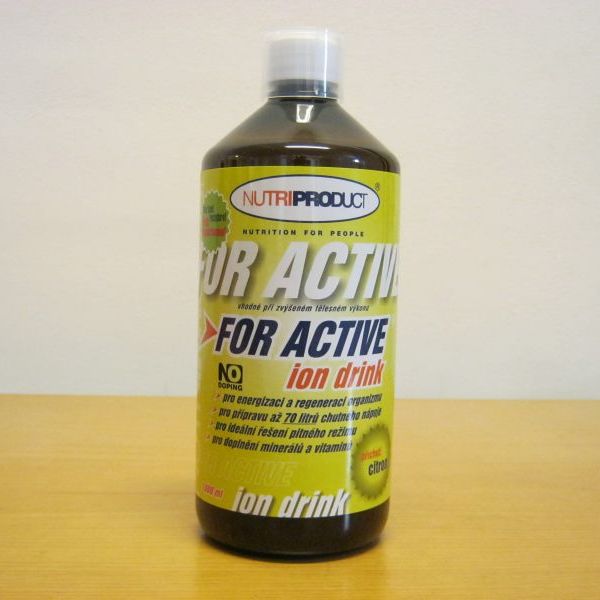 NUTRIPRODUCT
®
NUTRITION FOR PEOPLE
FOR ACTIVE
vhodné při zvýšeném tělesném výkonu
FOR ACTIVE
ion drink
NO
DOPING
pro energizaci a regeneraci organizmu
pro přípravu až 70 litrů chutného nápoje
pro ideální řešení pitného režimu
pro doplnění minerálů a vitamínů
příchuť
citron
ACTIVE
ion drink